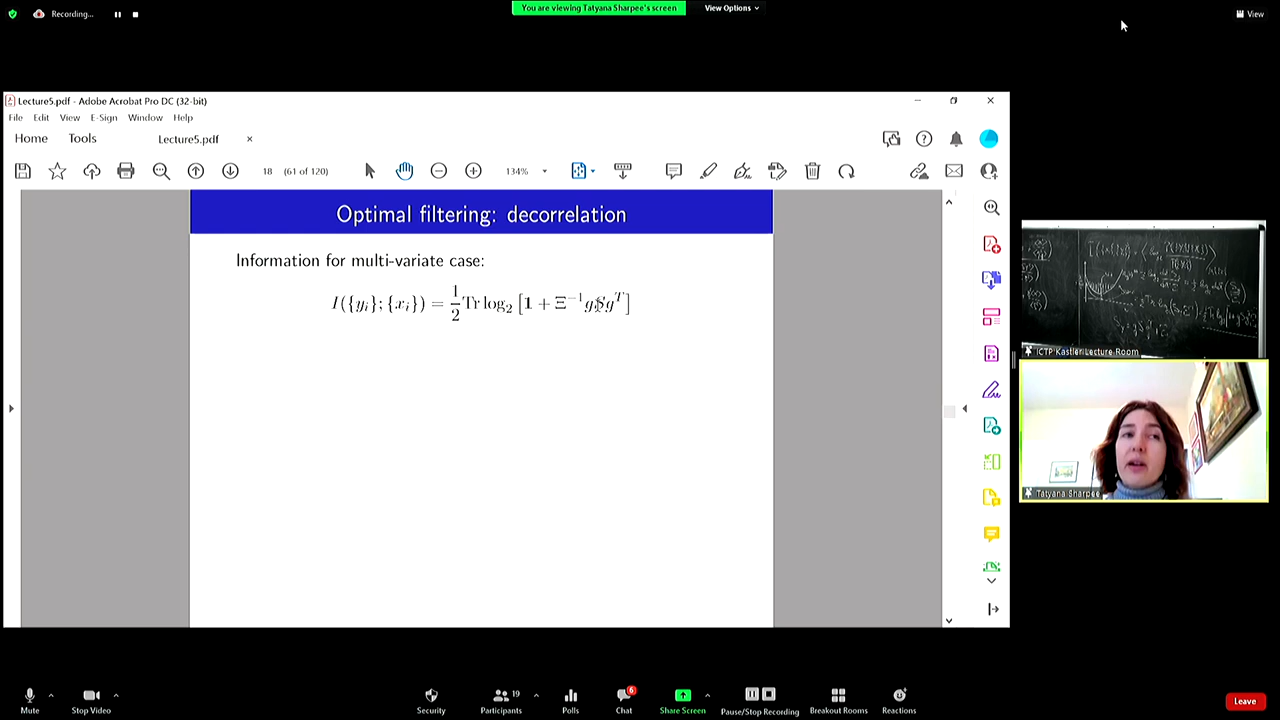 Recording...
You are viewing Tatyana Sharpee's screen
View Options
View
Lecture5.pdf - Adobe Acrobat Pro DC (32-bit)
File Edit View E-Sign Window Help
Home Tools Lecture5.pdf ×
18 (61 of 120) 134%
Optimal filtering: decorrelation
Information for multi-variate case:
I({y_i}; {x_i}) = 1/2 Tr log_2 [1 + Ξ^{-1} g S g^T]
ICTP Kastler Lecture Room
Tatyana Sharpee
Mute
Stop Video
Security
Participants 19
Polls
Chat 6
Share Screen
Pause/Stop Recording
Breakout Rooms
Reactions
Leave